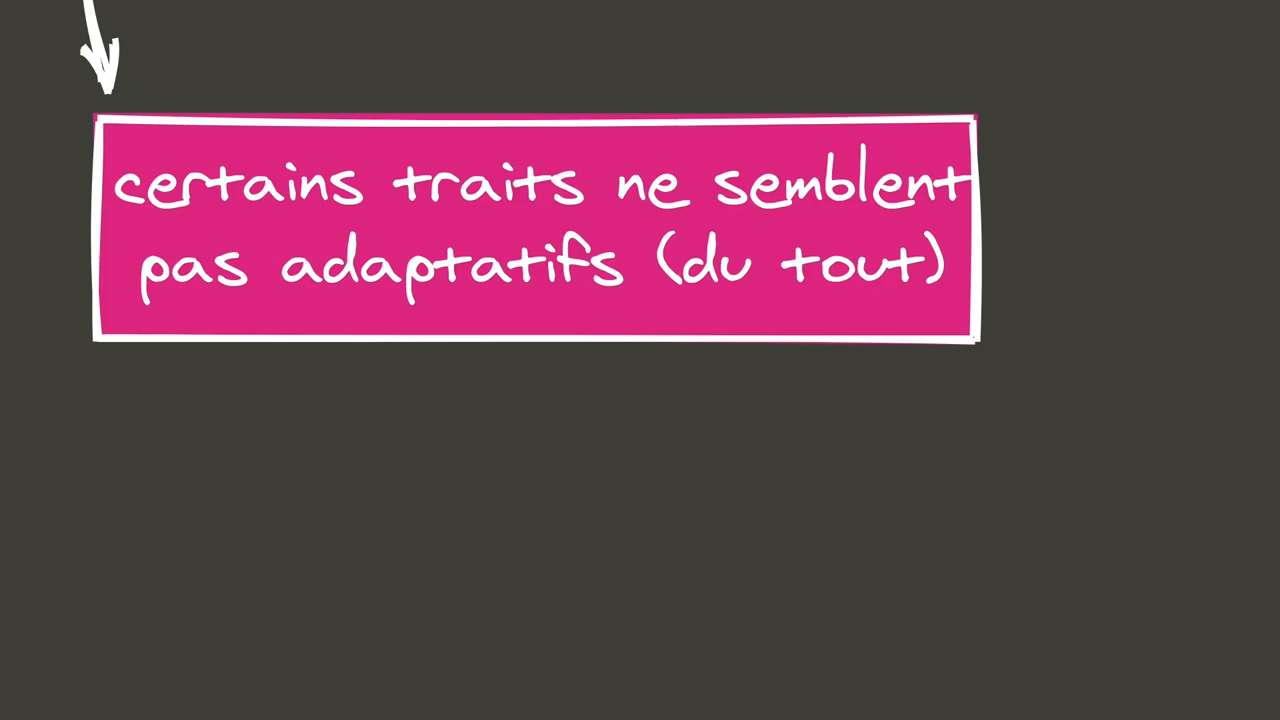 certains traits ne semblent
pas adaptatifs (du tout)